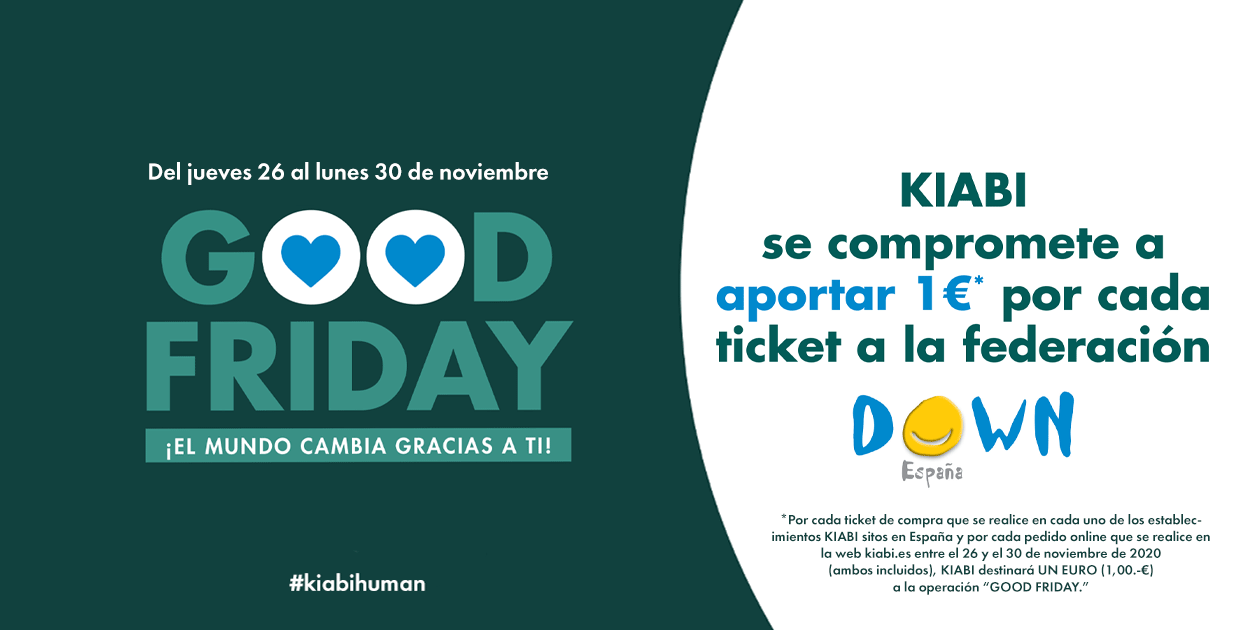 Del jueves 26 al lunes 30 de noviembre
GOOD
FRIDAY
¡EL MUNDO CAMBIA GRACIAS A TI!
#kiabihuman
KIABI
se compromete a
aportar 1€* por cada
ticket a la federación
DOWN
España
*Por cada ticket de compra que se realice en cada uno de los establec-
imientos KIABI sitos en España y por cada pedido online que se realice en
la web kiabi.es entre el 26 y el 30 de noviembre de 2020
(ambos incluidos), KIABI destinará UN EURO (1,00.-€)
a la operación “GOOD FRIDAY.”